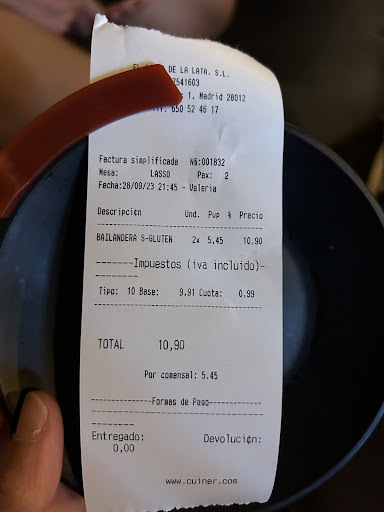 DE LA LATA, S.L.
7541603
1, Madrid 28012
650 52 46 17
Factura simplificada Nº:001832
Mesa: LASSO Pax: 2
Fecha:28/09/23 21:45 - Valeria
Descripción Und. Pvp % Precio
BAILANDERA S-GLUTEN 2x 5.45 10,90
-------Impuestos (iva incluido)-
--------
Tipo: 10 Base: 9.91 Cuota: 0.99
TOTAL 10,90
Por comensal: 5.45
------------Formas de Pago------------
--------
Entregado: Devolución:
0,00
www.cuiner.com